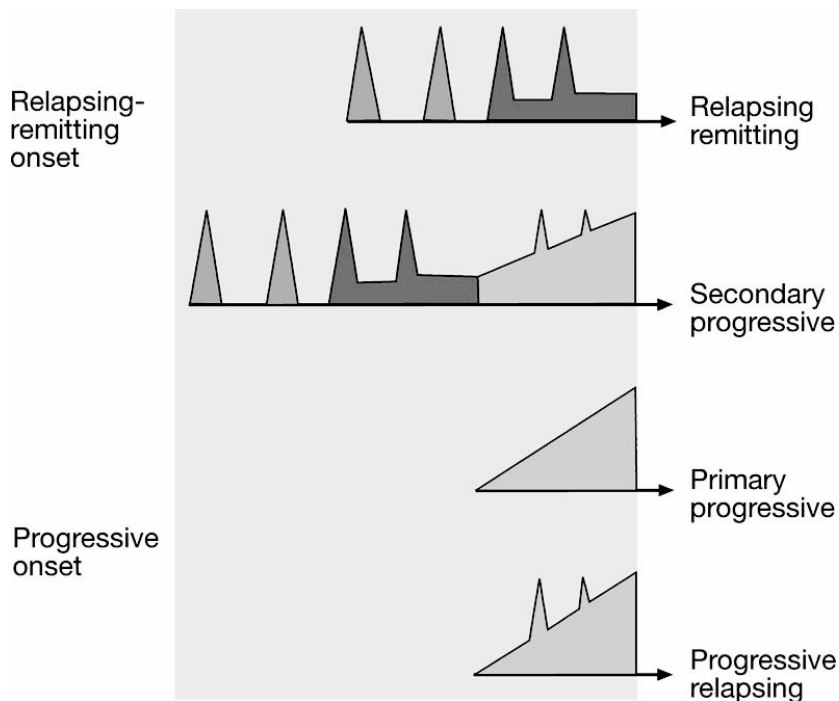 Relapsing-
remitting
onset
Relapsing
remitting
Secondary
progressive
Primary
progressive
Progressive
onset
Progressive
relapsing